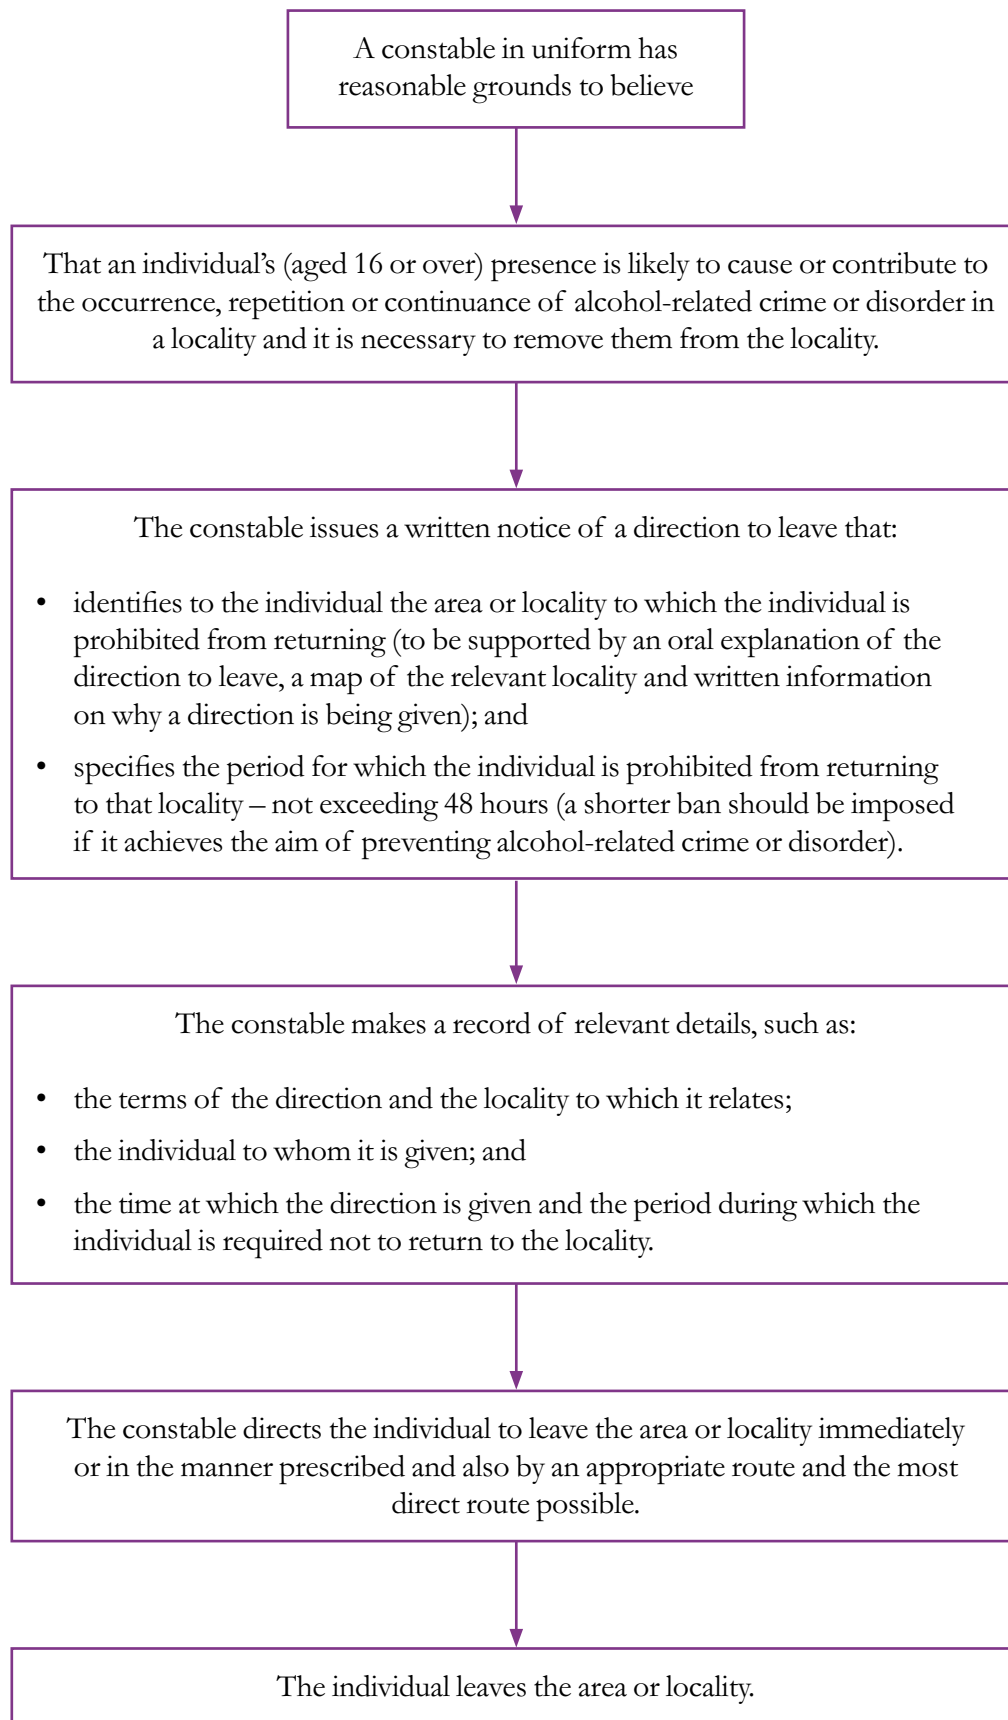 A constable in uniform has
reasonable grounds to believe
That an individual’s (aged 16 or over) presence is likely to cause or contribute to
the occurrence, repetition or continuance of alcohol-related crime or disorder in
a locality and it is necessary to remove them from the locality.
The constable issues a written notice of a direction to leave that:
• identifies to the individual the area or locality to which the individual is
prohibited from returning (to be supported by an oral explanation of the
direction to leave, a map of the relevant locality and written information
on why a direction is being given); and
• specifies the period for which the individual is prohibited from returning
to that locality – not exceeding 48 hours (a shorter ban should be imposed
if it achieves the aim of preventing alcohol-related crime or disorder).
The constable makes a record of relevant details, such as:
• the terms of the direction and the locality to which it relates;
• the individual to whom it is given; and
• the time at which the direction is given and the period during which the
individual is required not to return to the locality.
The constable directs the individual to leave the area or locality immediately
or in the manner prescribed and also by an appropriate route and the most
direct route possible.
The individual leaves the area or locality.